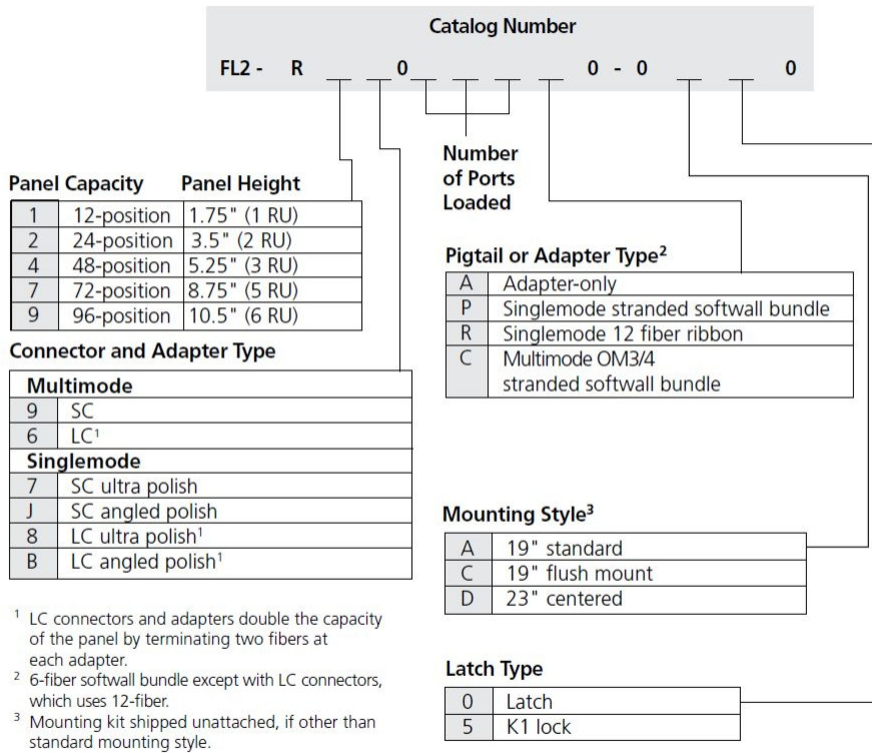 Catalog Number
FL2 - R _ _ 0 _ _ _ _ 0 - 0 _ _ 0
Panel Capacity Panel Height
1 12-position 1.75" (1 RU)
2 24-position 3.5" (2 RU)
4 48-position 5.25" (3 RU)
7 72-position 8.75" (5 RU)
9 96-position 10.5" (6 RU)
Connector and Adapter Type
Multimode
9 SC
6 LC¹
Singlemode
7 SC ultra polish
J SC angled polish
8 LC ultra polish¹
B LC angled polish¹
¹ LC connectors and adapters double the capacity
of the panel by terminating two fibers at
each adapter.
² 6-fiber softwall bundle except with LC connectors,
which uses 12-fiber.
³ Mounting kit shipped unattached, if other than
standard mounting style.
Number
of Ports
Loaded
Pigtail or Adapter Type²
A Adapter-only
P Singlemode stranded softwall bundle
R Singlemode 12 fiber ribbon
C Multimode OM3/4
stranded softwall bundle
Mounting Style³
A 19" standard
C 19" flush mount
D 23" centered
Latch Type
0 Latch
5 K1 lock